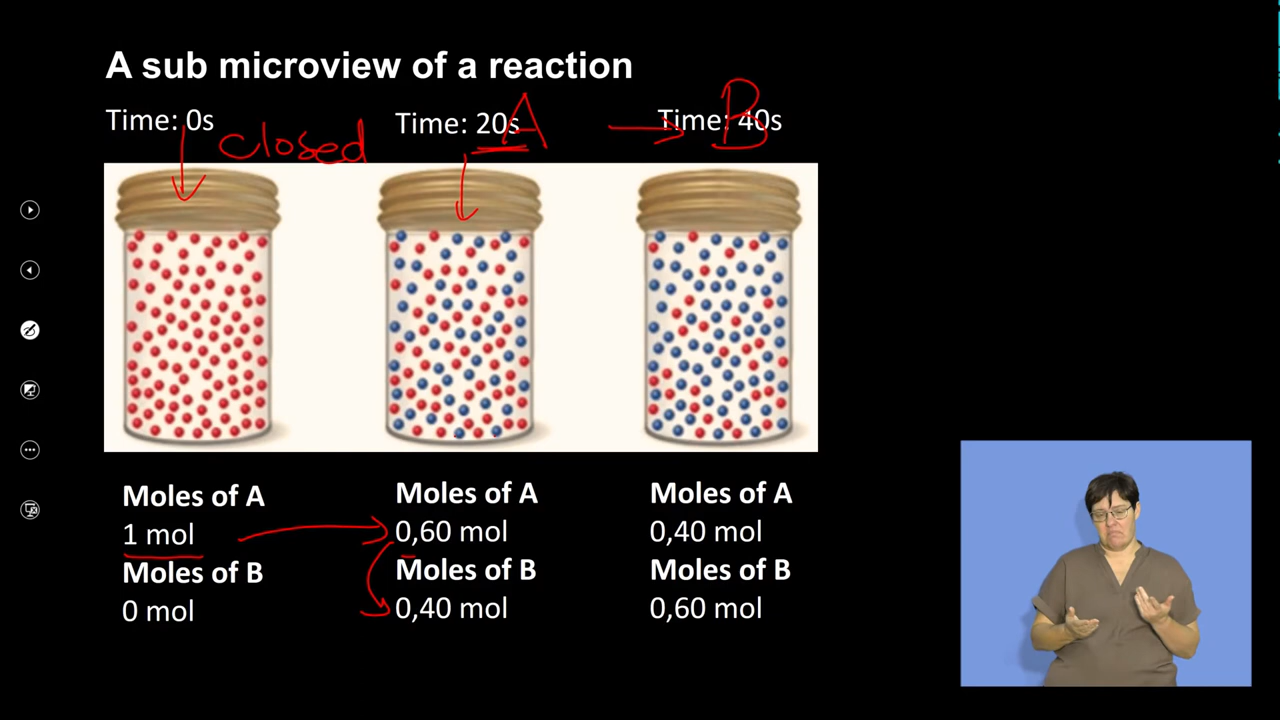 A sub microview of a reaction
Time: 0s
closed
Time: 20s
A
→
B
Time: 40s
Moles of A
1 mol
Moles of B
0 mol
Moles of A
0,60 mol
Moles of B
0,40 mol
Moles of A
0,40 mol
Moles of B
0,60 mol